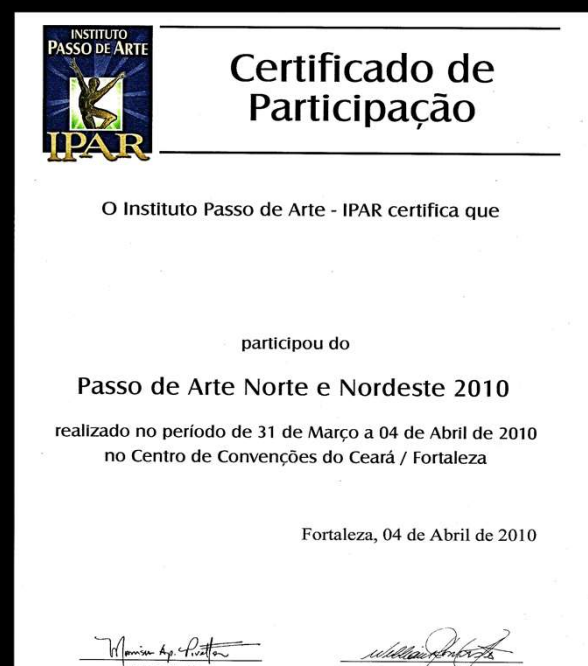 INSTITUTO
PASSO DE ARTE
IPAR
Certificado de
Participação
O Instituto Passo de Arte - IPAR certifica que
participou do
Passo de Arte Norte e Nordeste 2010
realizado no período de 31 de Março a 04 de Abril de 2010
no Centro de Convenções do Ceará / Fortaleza
Fortaleza, 04 de Abril de 2010